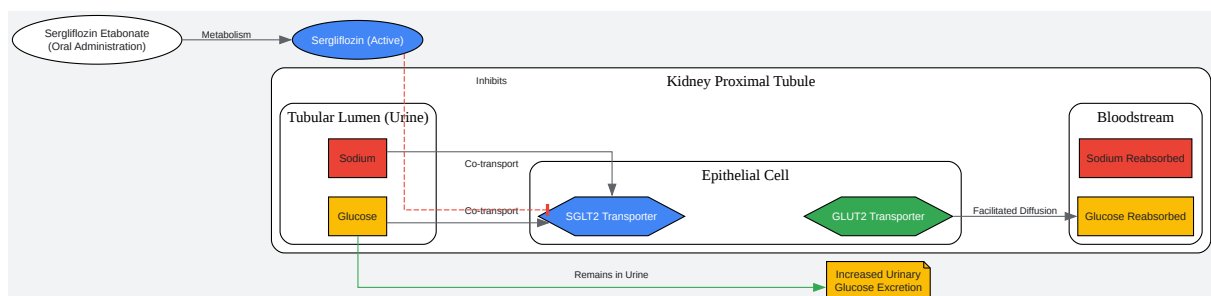 Sergliflozin Etabonate
(Oral Administration)
Metabolism
Sergliflozin (Active)
Inhibits
Kidney Proximal Tubule
Tubular Lumen (Urine)
Bloodstream
Sodium
Co-transport
Sodium Reabsorbed
Epithelial Cell
Glucose
Co-transport
SGLT2 Transporter
GLUT2 Transporter
Facilitated Diffusion
Glucose Reabsorbed
Remains in Urine
Increased Urinary
Glucose Excretion